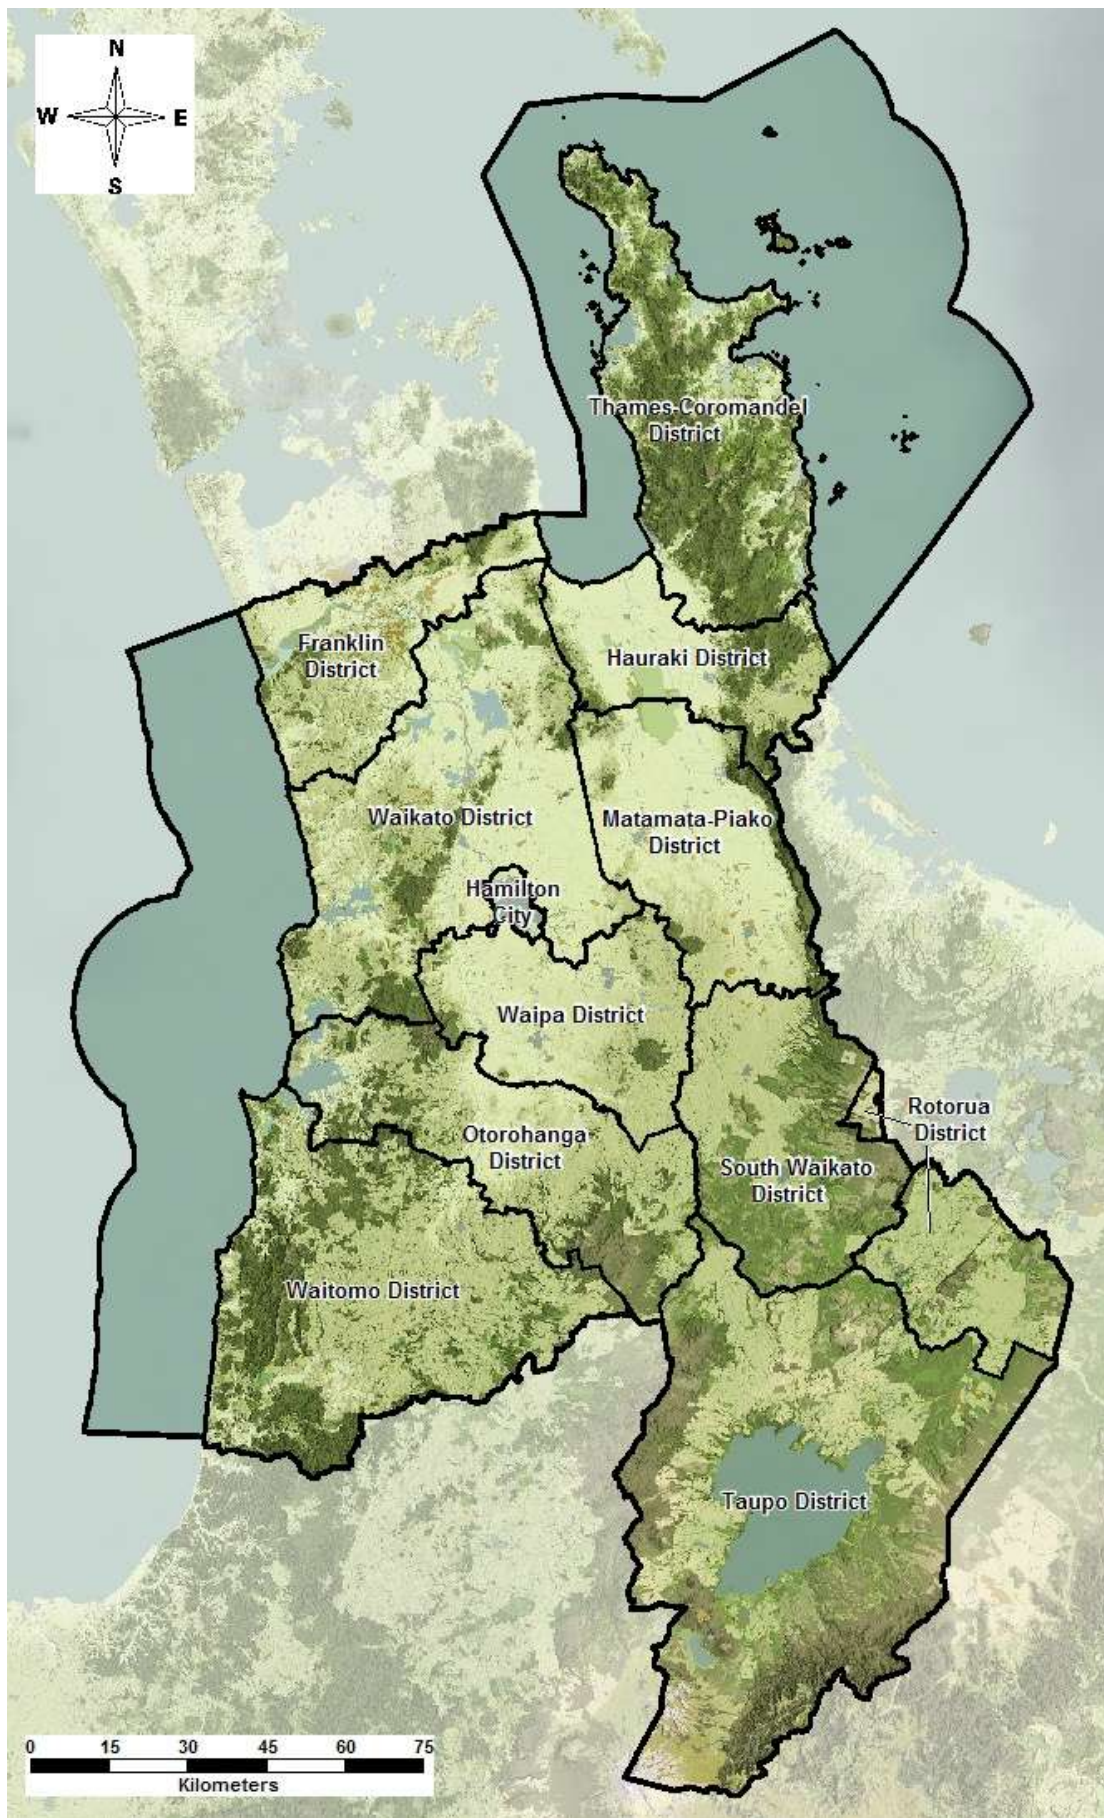 N
W E
S
Thames-Coromandel
District
Franklin
District
Hauraki District
Waikato District
Matamata-Piako
District
Hamilton
City
Waipa District
Rotorua
District
Otorohanga
District
South Waikato
District
Waitomo District
Taupo District
0 15 30 45 60 75
Kilometers